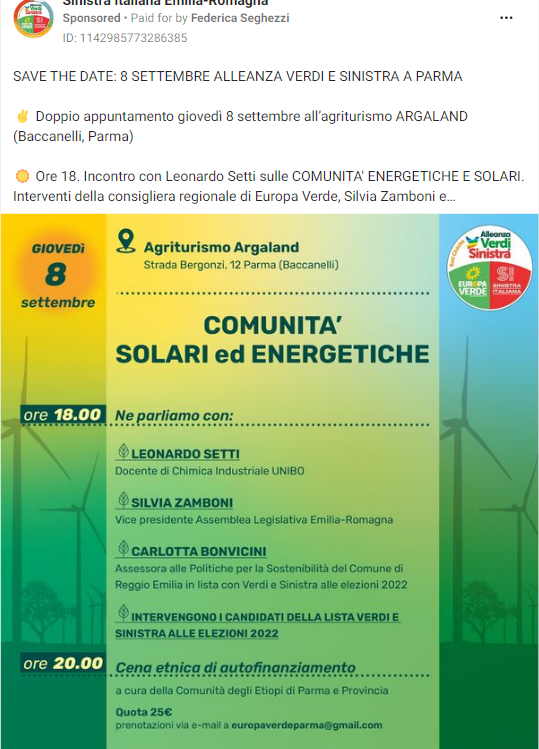 Sinistra Italiana Emilia-Romagna
Sponsored • Paid for by Federica Seghezzi
ID: 1142985773286385
SAVE THE DATE: 8 SETTEMBRE ALLEANZA VERDI E SINISTRA A PARMA
✌ Doppio appuntamento giovedì 8 settembre all'agriturismo ARGALAND
(Baccanelli, Parma)
🌞 Ore 18. Incontro con Leonardo Setti sulle COMUNITA' ENERGETICHE E SOLARI.
Interventi della consigliera regionale di Europa Verde, Silvia Zamboni e...
GIOVEDÌ
8
settembre
Agriturismo Argaland
Strada Bergonzi, 12 Parma (Baccanelli)
Alleanza
Verdi
Sinistra
EUROPA
VERDE
SI
SINISTRA
ITALIANA
COMUNITA'
SOLARI ed ENERGETICHE
ore 18.00
Ne parliamo con:
LEONARDO SETTI
Docente di Chimica Industriale UNIBO
SILVIA ZAMBONI
Vice presidente Assemblea Legislativa Emilia-Romagna
CARLOTTA BONVICINI
Assessora alle Politiche per la Sostenibilità del Comune di
Reggio Emilia in lista con Verdi e Sinistra alle elezioni 2022
INTERVENGONO I CANDIDATI DELLA LISTA VERDI E
SINISTRA ALLE ELEZIONI 2022
ore 20.00
Cena etnica di autofinanziamento
a cura della Comunità degli Etiopi di Parma e Provincia
Quota 25€
prenotazioni via e-mail a europaverdeparma@gmail.com